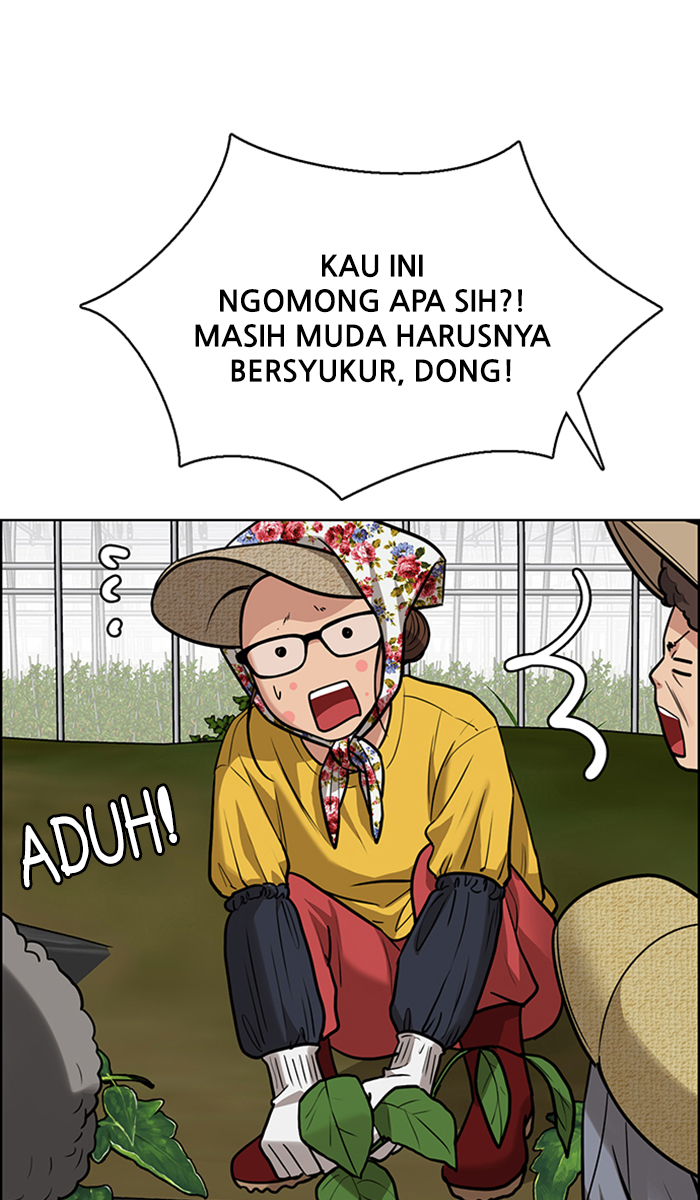 KAU INI
NGOMONG APA SIH?!
MASIH MUDA HARUSNYA
BERSYUKUR, DONG!
ADUH!